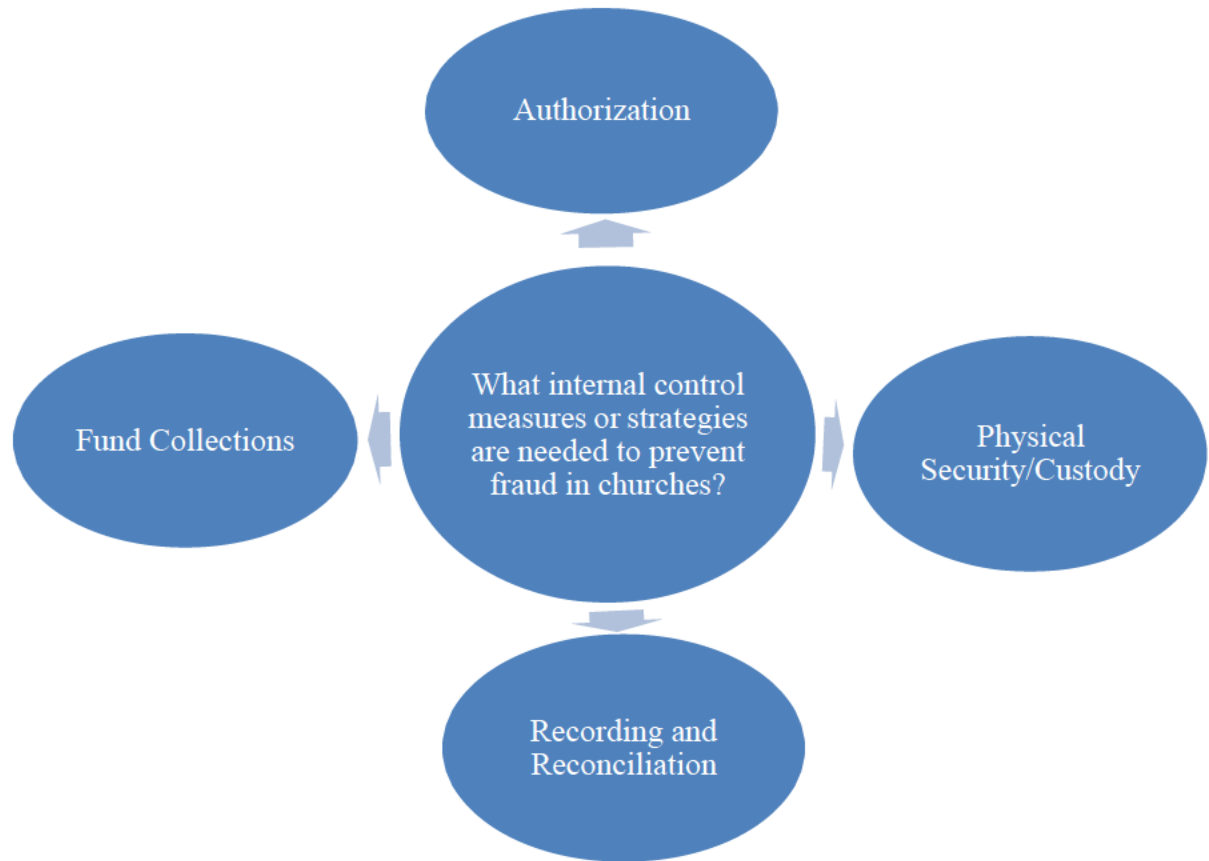 Authorization
Fund Collections
What internal control
measures or strategies
are needed to prevent
fraud in churches?
Physical
Security/Custody
Recording and
Reconciliation